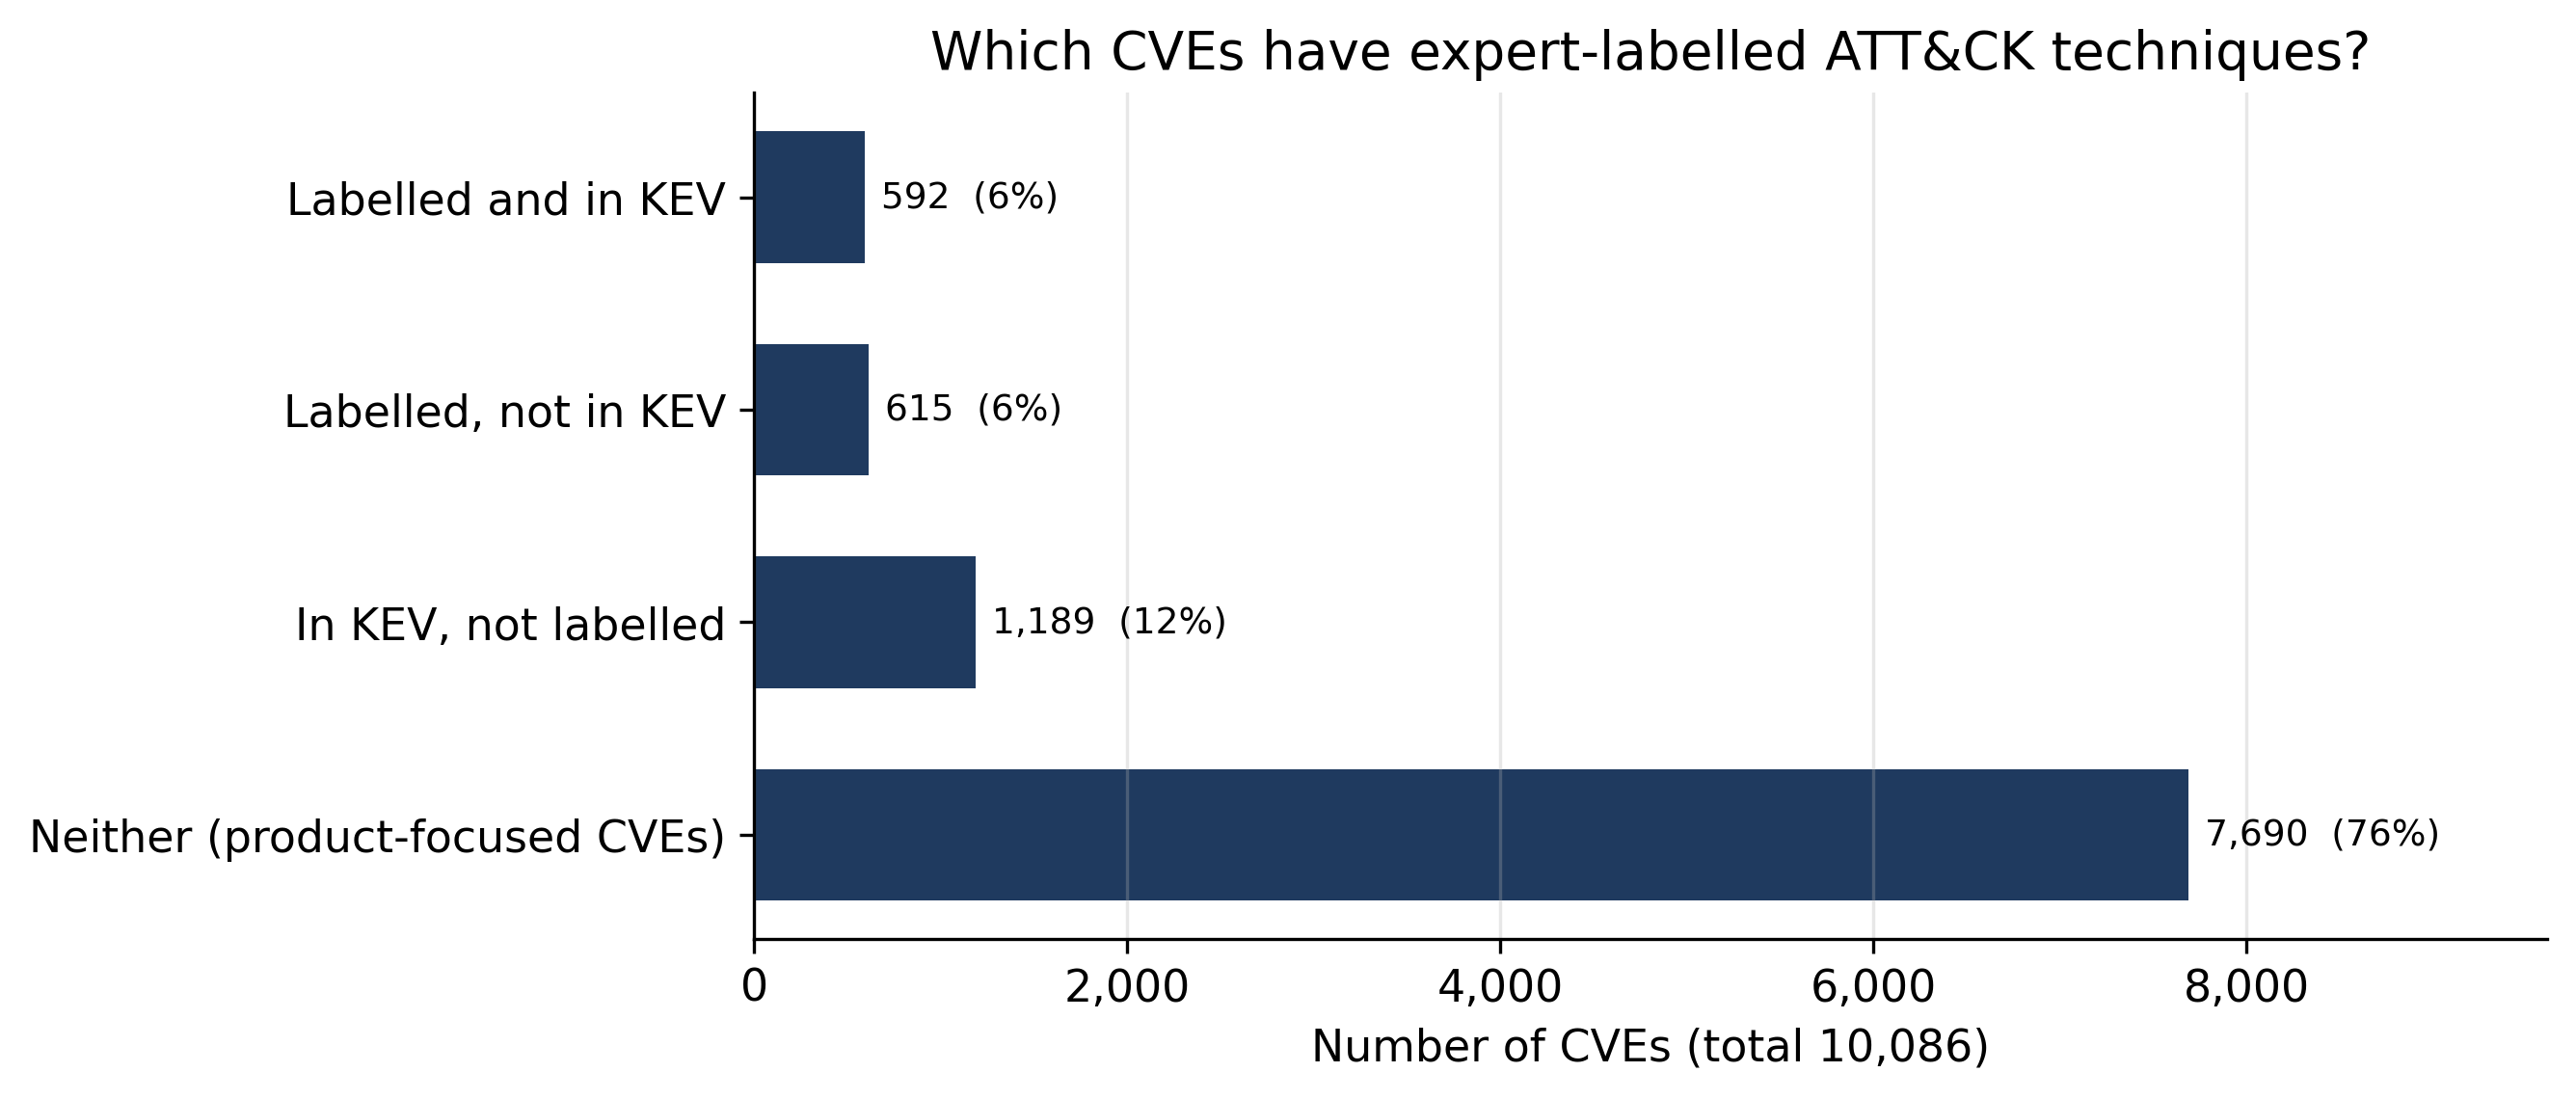 Which CVEs have expert-labelled ATT&CK techniques?
Labelled and in KEV
592 (6%)
Labelled, not in KEV
615 (6%)
In KEV, not labelled
1,189 (12%)
Neither (product-focused CVEs)
7,690 (76%)
0 2,000 4,000 6,000 8,000
Number of CVEs (total 10,086)